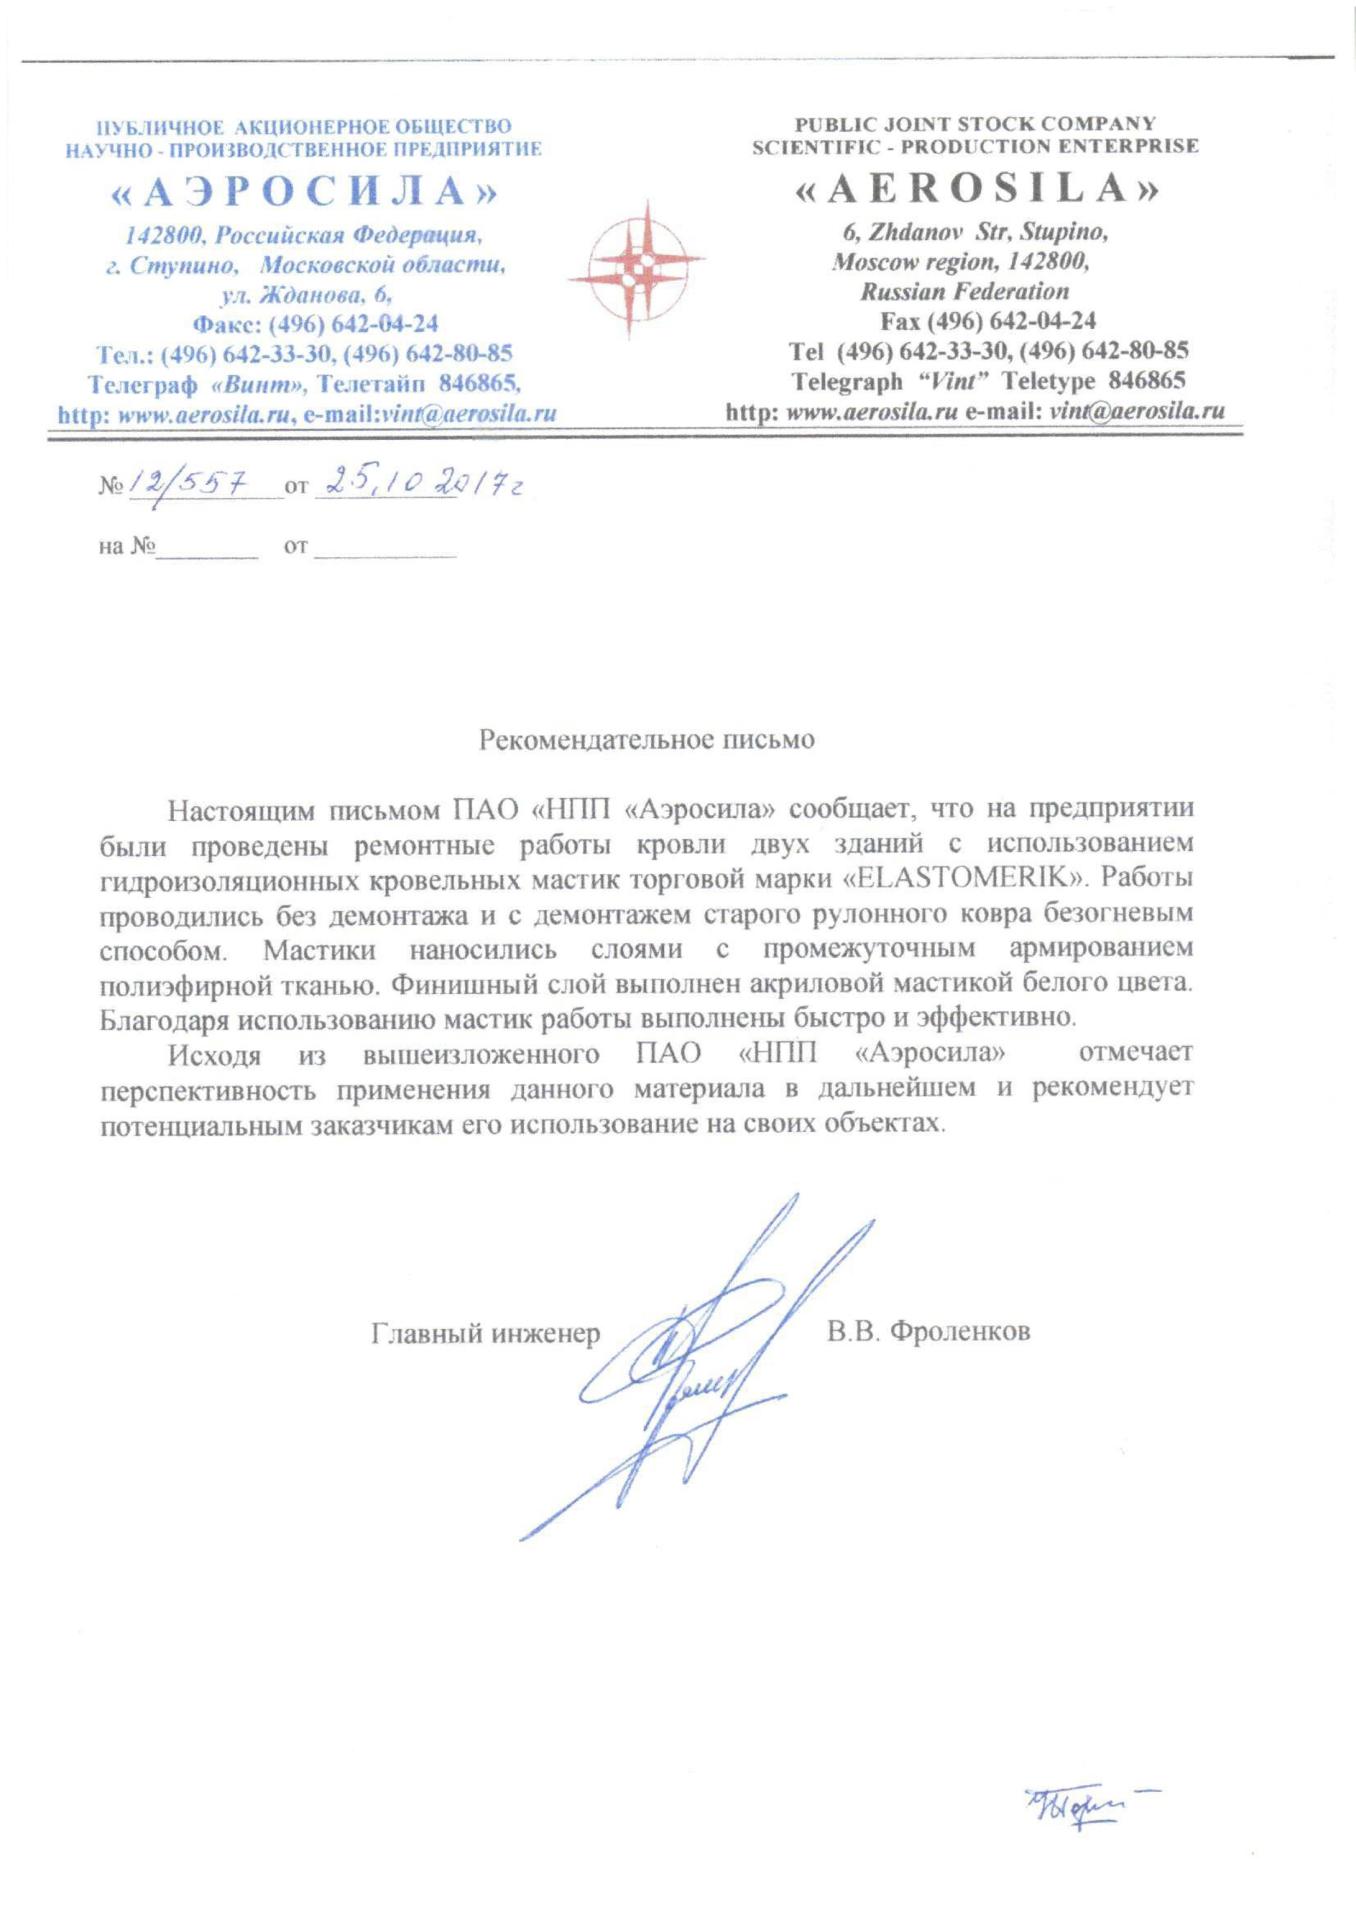 ПУБЛИЧНОЕ АКЦИОНЕРНОЕ ОБЩЕСТВО
НАУЧНО - ПРОИЗВОДСТВЕННОЕ ПРЕДПРИЯТИЕ
«АЭРОСИЛА»
142800, Российская Федерация,
г. Ступино, Московской области,
ул. Жданова, 6,
Факс: (496) 642-04-24
Тел.: (496) 642-33-30, (496) 642-80-85
Телеграф «Винт», Телетайп 846865,
http: www.aerosila.ru, e-mail:vint@aerosila.ru
PUBLIC JOINT STOCK COMPANY
SCIENTIFIC - PRODUCTION ENTERPRISE
«AEROSILA»
6, Zhdanov Str, Stupino,
Moscow region, 142800,
Russian Federation
Fax (496) 642-04-24
Tel (496) 642-33-30, (496) 642-80-85
Telegraph “Vint” Teletype 846865
http: www.aerosila.ru e-mail: vint@aerosila.ru
№ 12/557 от 25.10 2017г
на № от
Рекомендательное письмо
Настоящим письмом ПАО «НПП «Аэросила» сообщает, что на предприятии
были проведены ремонтные работы кровли двух зданий с использованием
гидроизоляционных кровельных мастик торговой марки «ELASTOMERIK». Работы
проводились без демонтажа и с демонтажем старого рулонного ковра безогневым
способом. Мастики наносились слоями с промежуточным армированием
полиэфирной тканью. Финишный слой выполнен акриловой мастикой белого цвета.
Благодаря использованию мастик работы выполнены быстро и эффективно.
Исходя из вышеизложенного ПАО «НПП «Аэросила» отмечает
перспективность применения данного материала в дальнейшем и рекомендует
потенциальным заказчикам его использование на своих объектах.
Главный инженер В.В. Фроленков